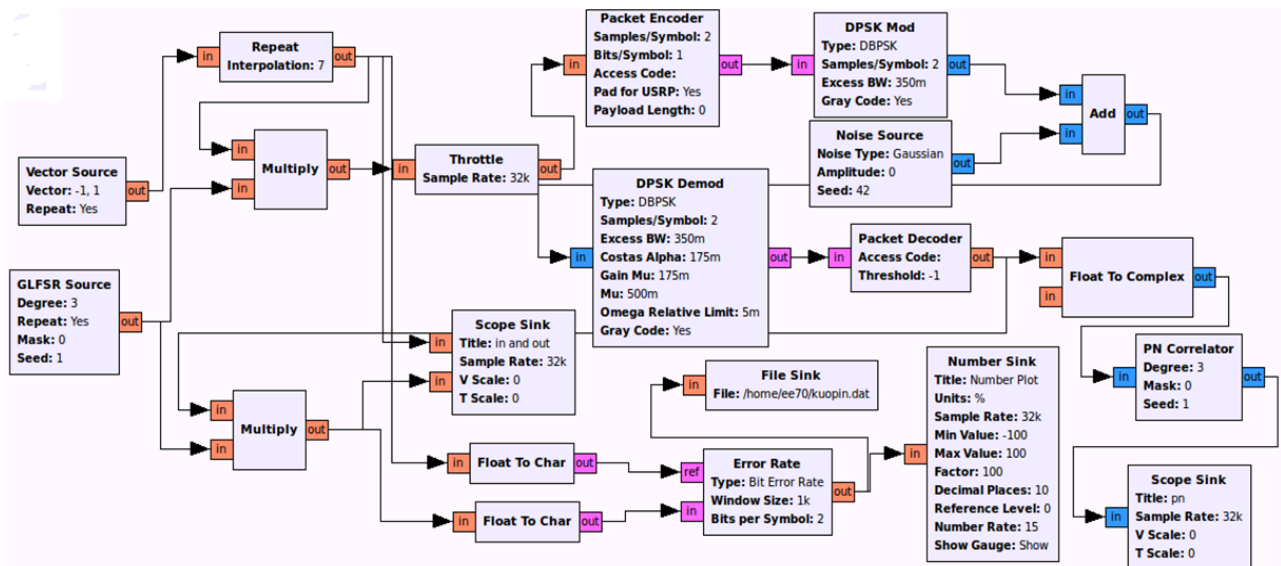 Repeat
in
Interpolation: 7
out
Packet Encoder
Samples/Symbol: 2
Bits/Symbol: 1
in
Access Code:
out
Pad for USRP: Yes
Payload Length: 0
DPSK Mod
Type: DBPSK
in
Samples/Symbol: 2
out
Excess BW: 350m
Gray Code: Yes
in
in
Add
out
Noise Source
Noise Type: Gaussian
Amplitude: 0
out
Seed: 42
Vector Source
Vector: -1, 1
out
Repeat: Yes
in
in
Multiply
out
in
Throttle
Sample Rate: 32k
out
DPSK Demod
Type: DBPSK
Samples/Symbol: 2
Excess BW: 350m
in
Costas Alpha: 175m
out
Gain Mu: 175m
Mu: 500m
Omega Relative Limit: 5m
Gray Code: Yes
Packet Decoder
in
Access Code:
out
Threshold: -1
in
in
Float To Complex
out
GLFSR Source
Degree: 3
Repeat: Yes
out
Mask: 0
Seed: 1
Scope Sink
in
Title: in and out
Sample Rate: 32k
in
V Scale: 0
T Scale: 0
PN Correlator
in
Degree: 3
out
Mask: 0
Seed: 1
File Sink
in
File: /home/ee70/kuopin.dat
Number Sink
Title: Number Plot
Units: %
Sample Rate: 32k
Min Value: -100
in
Max Value: 100
Factor: 100
Decimal Places: 10
Reference Level: 0
Number Rate: 15
Show Gauge: Show
in
in
Multiply
out
in
Float To Char
out
in
Float To Char
out
ref
Error Rate
Type: Bit Error Rate
in
Window Size: 1k
out
Bits per Symbol: 2
Scope Sink
Title: pn
in
Sample Rate: 32k
V Scale: 0
T Scale: 0